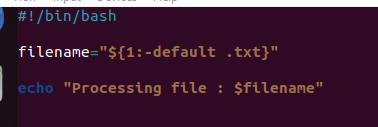 #!/bin/bash
filename="${1:-default .txt}"
echo "Processing file : $filename"